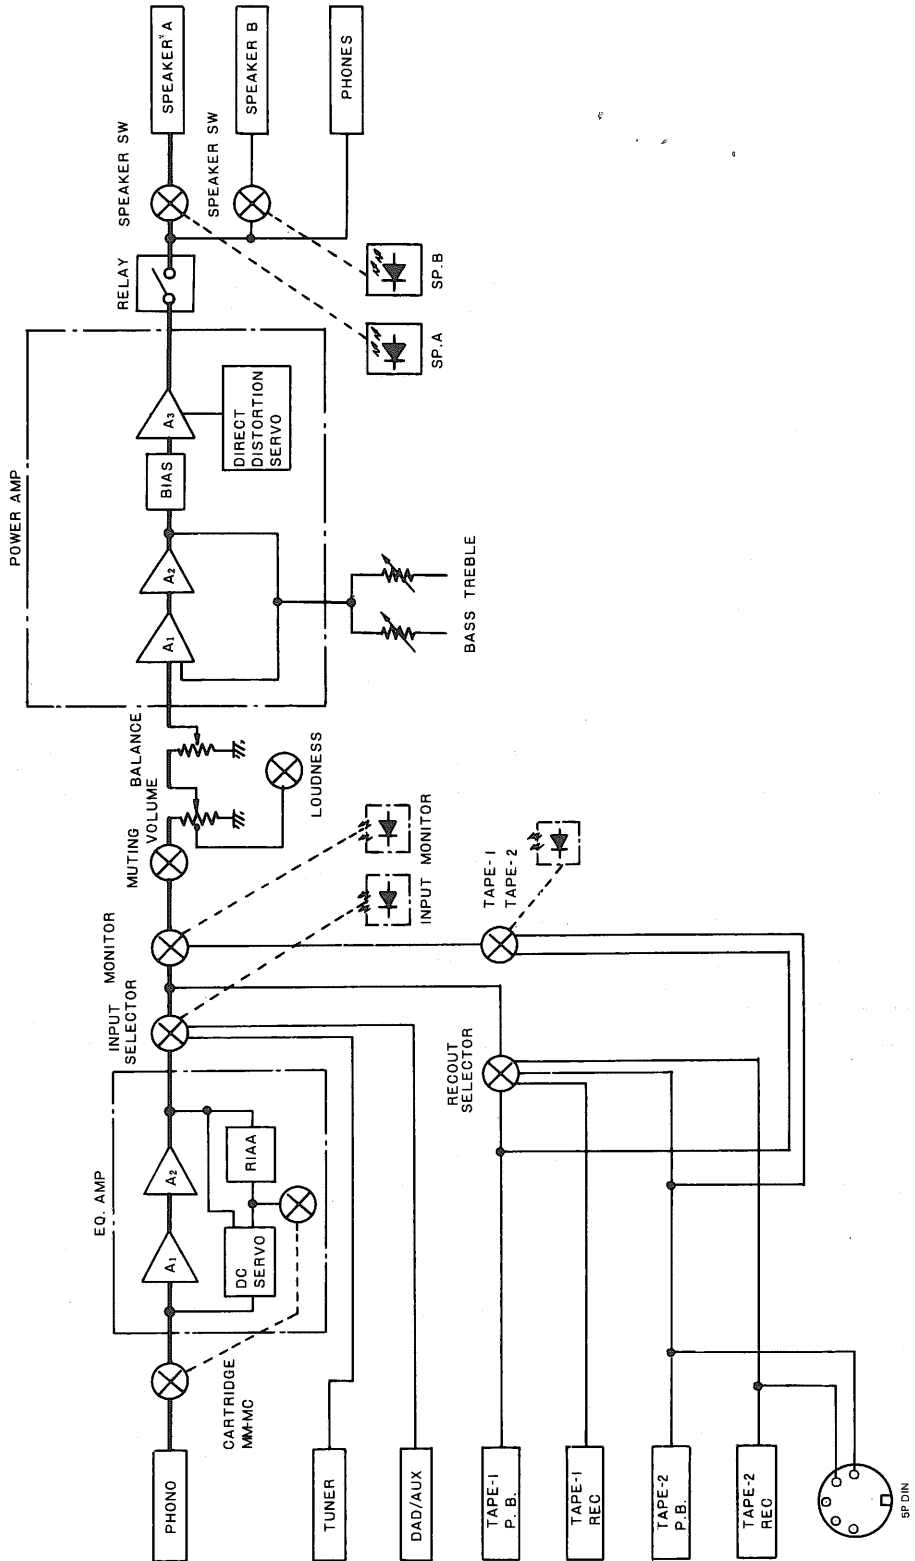 PHONO
TUNER
DAD/AUX
TAPE-1
P.B.
TAPE-1
REC
TAPE-2
P.B.
TAPE-2
REC
5P DIN
CARTRIDGE
MM-MC
EQ. AMP
A1
A2
DC
SERVO
RIAA
INPUT
SELECTOR
MONITOR
RECOUT
SELECTOR
TAPE-1
TAPE-2
INPUT MONITOR
MUTING
VOLUME
BALANCE
LOUDNESS
POWER AMP
A1
A2
BIAS
A3
DIRECT
DISTORTION
SERVO
BASS TREBLE
RELAY
SPEAKER SW
SPEAKER SW
SP.A
SP.B
SPEAKER A
SPEAKER B
PHONES